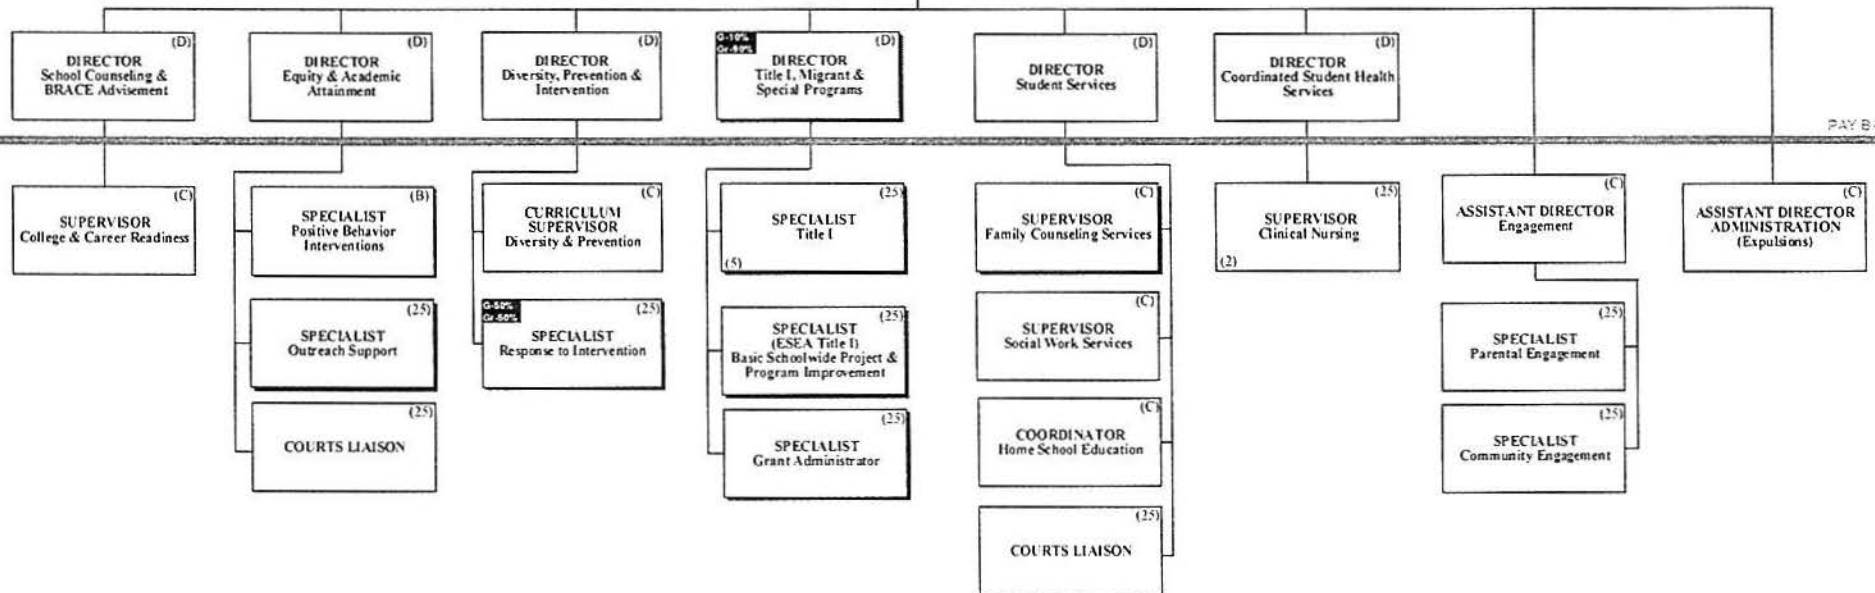 (D)
DIRECTOR
School Counseling &
BRACE Advisement
(D)
DIRECTOR
Equity & Academic
Attainment
(D)
DIRECTOR
Diversity, Prevention &
Intervention
G-10%
Gr-90%
(D)
DIRECTOR
Title I, Migrant &
Special Programs
(D)
DIRECTOR
Student Services
(D)
DIRECTOR
Coordinated Student Health
Services
PAY B
(C)
SUPERVISOR
College & Career Readiness
(B)
SPECIALIST
Positive Behavior
Interventions
(25)
SPECIALIST
Outreach Support
(25)
COURTS LIAISON
(C)
CURRICULUM
SUPERVISOR
Diversity & Prevention
G-50%
Gr-50%
(25)
SPECIALIST
Response to Intervention
(25)
SPECIALIST
Title I
(5)
(25)
SPECIALIST
(ESEA Title I)
Basic Schoolwide Project &
Program Improvement
(25)
SPECIALIST
Grant Administrator
(C)
SUPERVISOR
Family Counseling Services
(C)
SUPERVISOR
Social Work Services
(C)
COORDINATOR
Home School Education
(25)
COURTS LIAISON
(25)
SUPERVISOR
Clinical Nursing
(2)
(C)
ASSISTANT DIRECTOR
Engagement
(25)
SPECIALIST
Parental Engagement
(25)
SPECIALIST
Community Engagement
(C)
ASSISTANT DIRECTOR
ADMINISTRATION
(Expulsions)